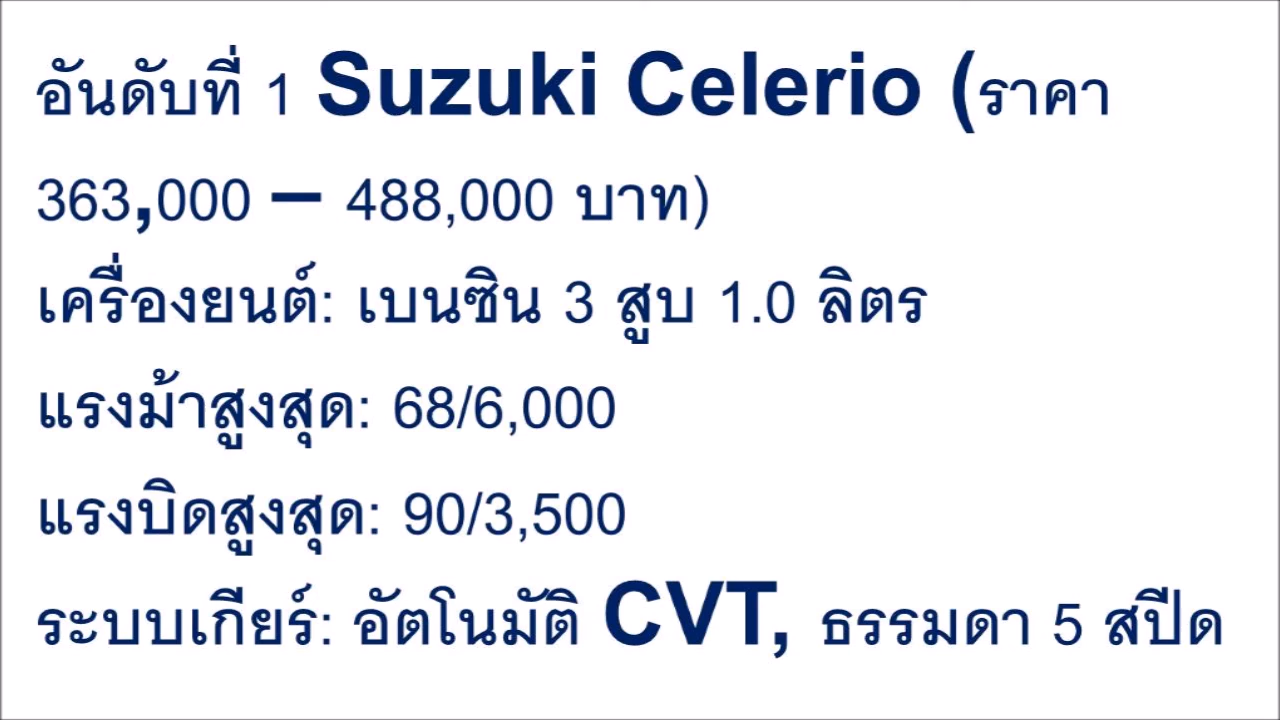 อันดับที่ 1 Suzuki Celerio (ราคา
363,000 – 488,000 บาท)
เครื่องยนต์: เบนซิน 3 สูบ 1.0 ลิตร
แรงม้าสูงสุด: 68/6,000
แรงบิดสูงสุด: 90/3,500
ระบบเกียร์: อัตโนมัติ CVT, ธรรมดา 5 สปีด